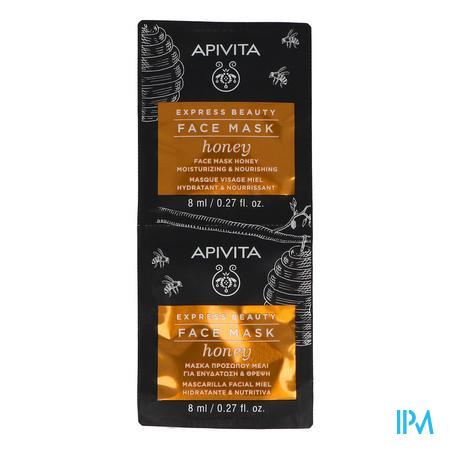 APIVITA
EXPRESS BEAUTY
FACE MASK
honey
FACE MASK HONEY
MOISTURIZING & NOURISHING
MASQUE VISAGE MIEL
HYDRATANT & NOURRISSANT
8 ml / 0.27 fl. oz.
APIVITA
EXPRESS BEAUTY
FACE MASK
honey
ΜΑΣΚΑ ΠΡΟΣΩΠΟΥ ΜΕΛΙ
ΓΙΑ ΕΝΥΔΑΤΩΣΗ & ΘΡΕΨΗ
MASCARILLA FACIAL MIEL
HIDRATANTE & NUTRITIVA
8 ml / 0.27 fl. oz.
IPM